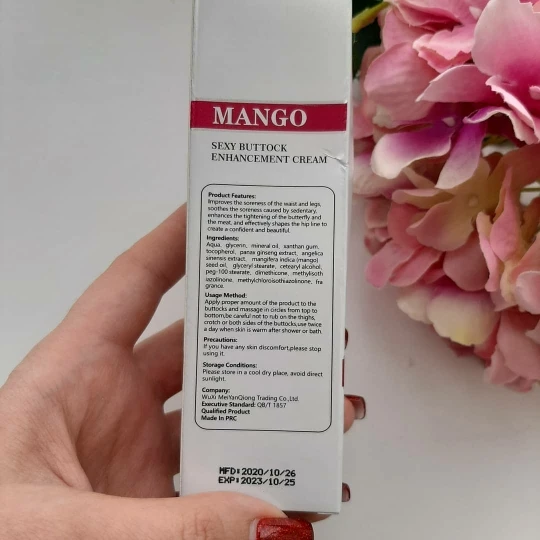 MANGO
SEXY BUTTOCK
ENHANCEMENT CREAM
Product Features:
Improves the soreness of the waist and legs,
soothes the soreness caused by sedentary,
enhances the tightening of the butterfly and
the meat, and effectively shapes the hip line to
create a confident and beautiful.
Ingredients:
Aqua, glycerin, mineral oil, xanthan gum,
tocopherol, panax ginseng extract, angelica
sinensis extract, mangifera indica (mango)
seed oil, glyceryl stearate, cetearyl alcohol,
peg-100 stearate, dimethicone, methylisoth
iazolinone, methylchloroisothiazolinone, fra
grance.
Usage Method:
Apply proper amount of the product to the
buttocks and massage in circles from top to
bottom,be careful not to rub on the thighs,
crotch or both sides of the buttocks,use twice
a day when skin is warm after shower or bath.
Precautions:
If you have any skin discomfort,please stop
using it.
Storage Conditions:
Please store in a cool dry place, avoid direct
sunlight.
Company:
WuXi MeiYanQiong Trading Co.,Ltd.
Executive Standard: QB/T 1857
Qualified Product
Made In PRC
MFD:2020/10/26
EXP:2023/10/25